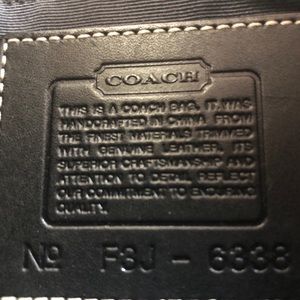 COACH
THIS IS A COACH BAG. IT WAS
HANDCRAFTED IN CHINA FROM
THE FINEST MATERIALS TRIMMED
WITH GENUINE LEATHER. ITS
SUPERIOR CRAFTSMANSHIP AND
ATTENTION TO DETAIL REFLECT
OUR COMMITMENT TO ENDURING
QUALITY.
Nº F3J - 6338